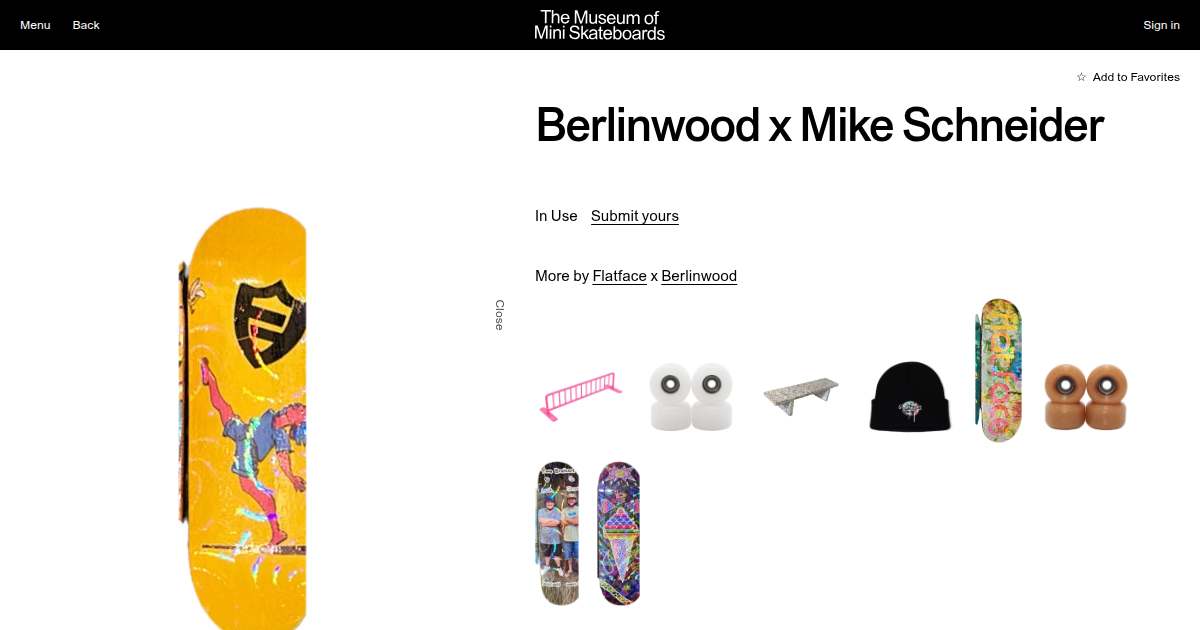 Menu
Back
The Museum of
Mini Skateboards
Sign in
☆ Add to Favorites
Berlinwood x Mike Schneider
In Use Submit yours
More by Flatface x Berlinwood
Close